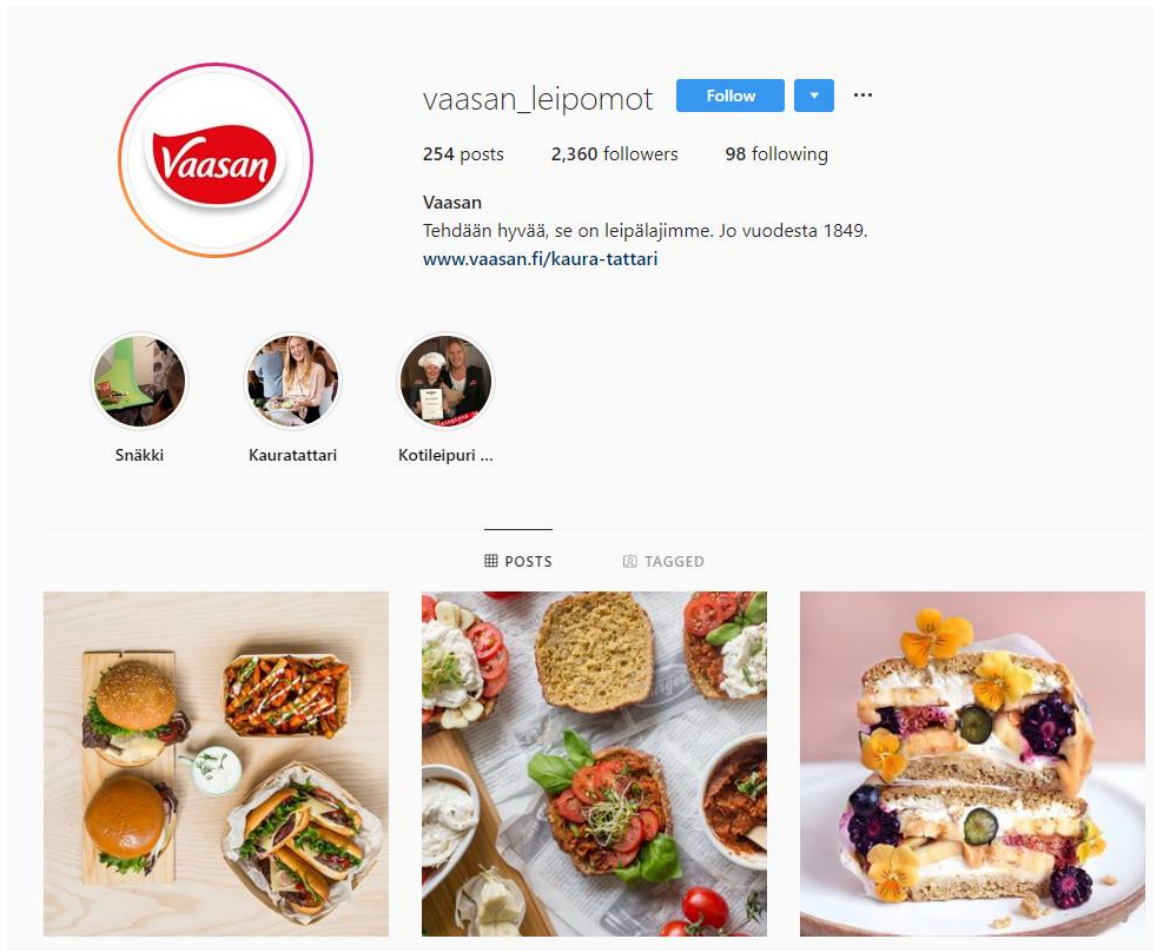 Vaasan
vaasan_leipomot Follow ...
254 posts 2,360 followers 98 following
Vaasan
Tehdään hyvää, se on leipälajimme. Jo vuodesta 1849.
www.vaasan.fi/kaura-tattari
Snäkki Kauratattari Kotileipuri ...
POSTS TAGGED